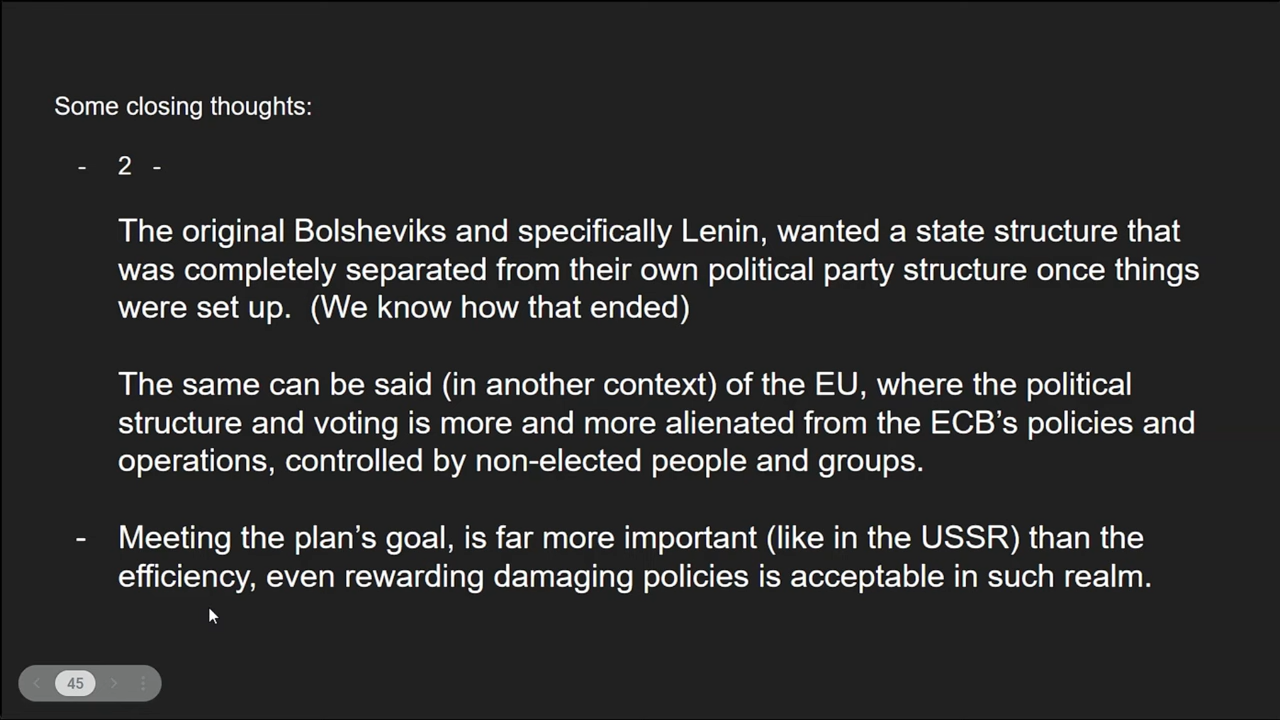 Some closing thoughts:
- 2 -
The original Bolsheviks and specifically Lenin, wanted a state structure that
was completely separated from their own political party structure once things
were set up.  (We know how that ended)
The same can be said (in another context) of the EU, where the political
structure and voting is more and more alienated from the ECB’s policies and
operations, controlled by non-elected people and groups.
- Meeting the plan’s goal, is far more important (like in the USSR) than the
efficiency, even rewarding damaging policies is acceptable in such realm.
45